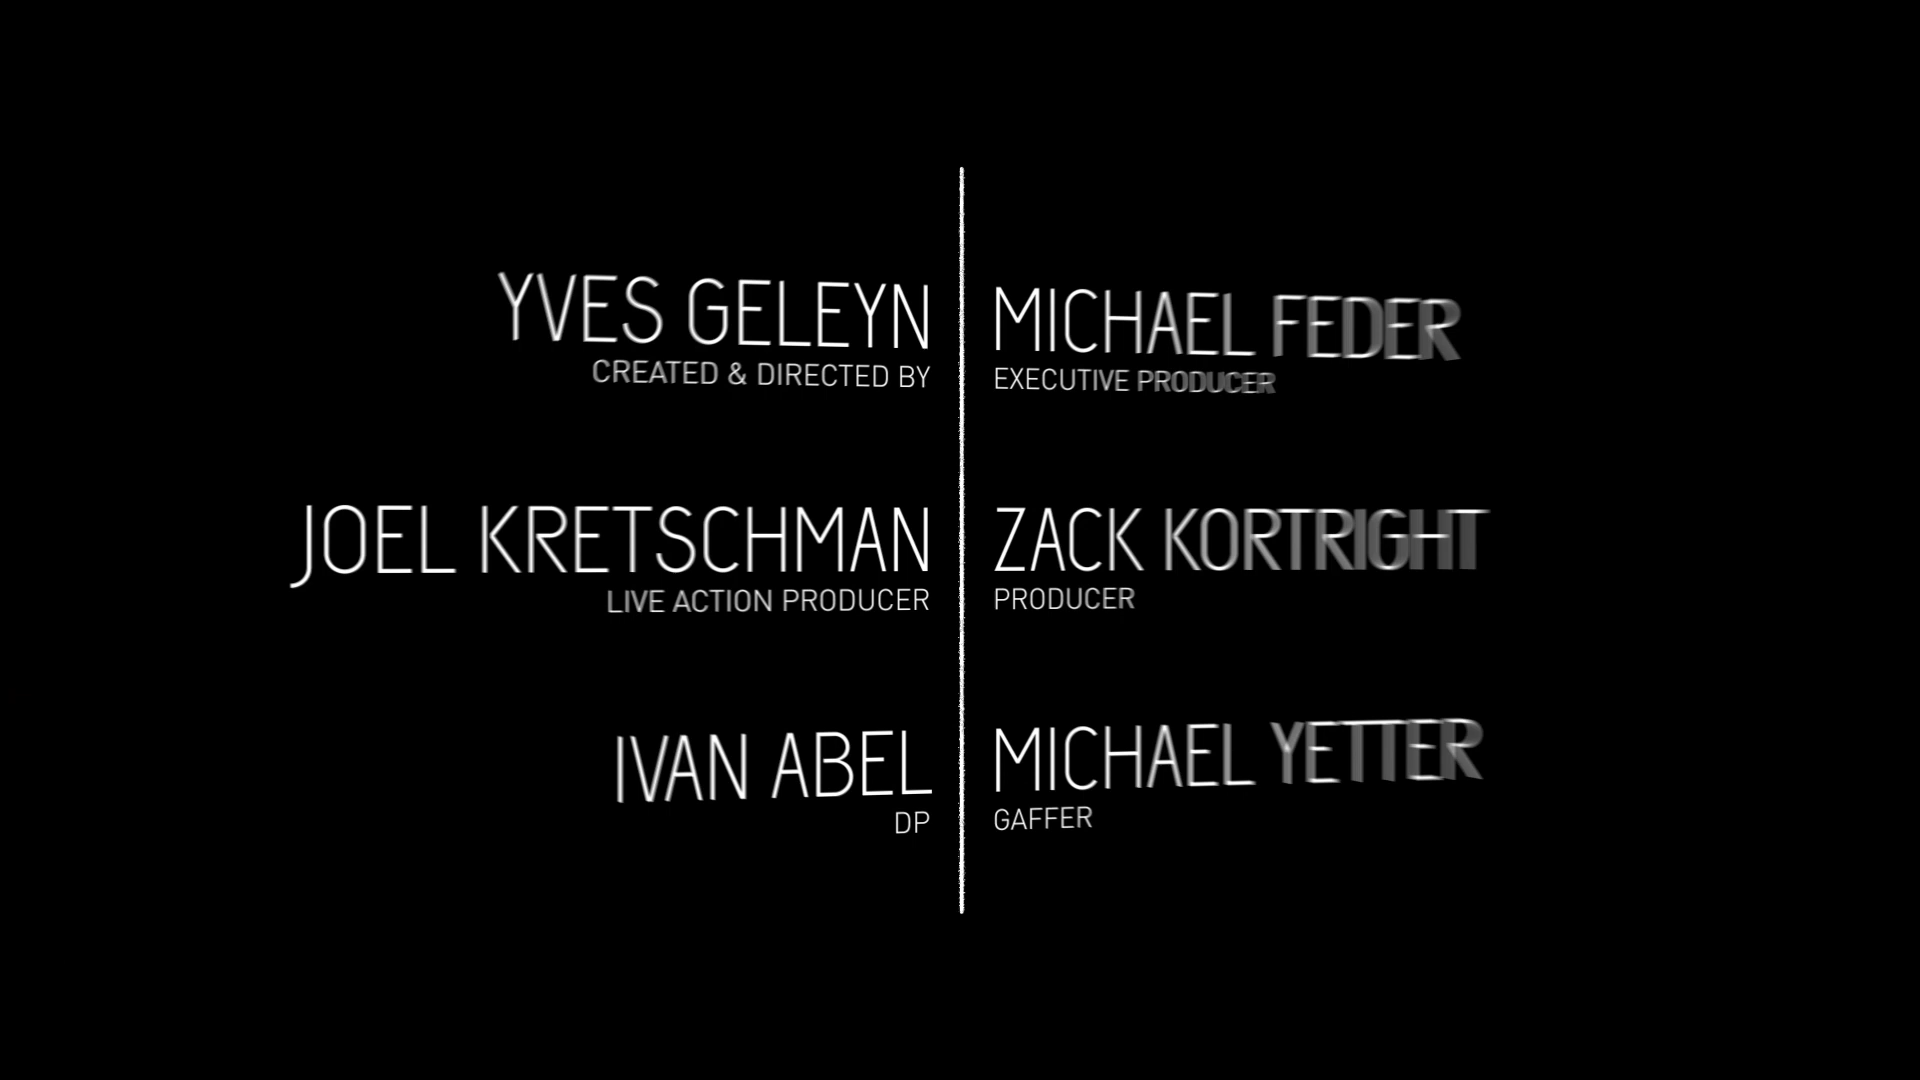 YVES GELEYN
CREATED & DIRECTED BY
JOEL KRETSCHMAN
LIVE ACTION PRODUCER
IVAN ABEL
DP
MICHAEL FEDER
EXECUTIVE PRODUCER
ZACK KORTRIGHT
PRODUCER
MICHAEL YETTER
GAFFER